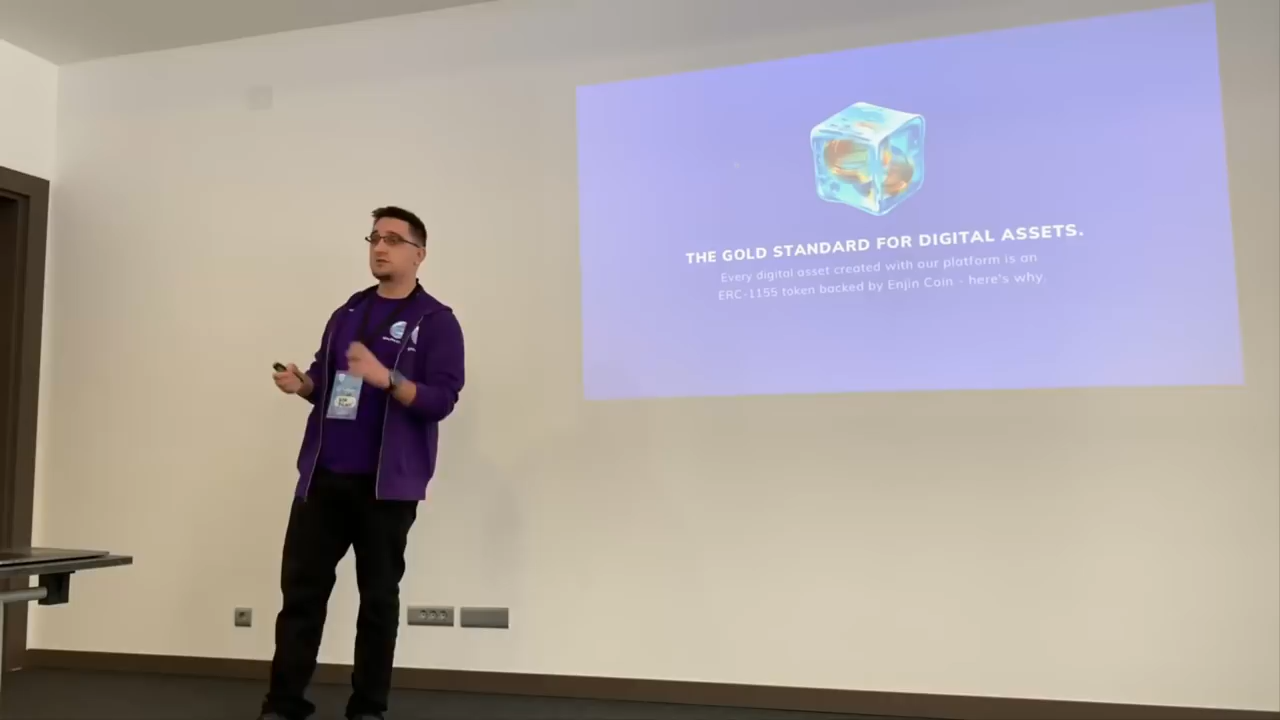 THE GOLD STANDARD FOR DIGITAL ASSETS.
Every digital asset created with our platform is an
ERC-1155 token backed by Enjin Coin - here's why.